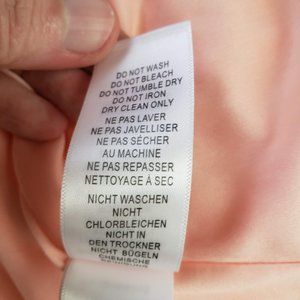 DO NOT WASH
DO NOT BLEACH
DO NOT TUMBLE DRY
DO NOT IRON
DRY CLEAN ONLY
NE PAS LAVER
NE PAS JAVELLISER
NE PAS SÉCHER
AU MACHINE
NE PAS REPASSER
NETTOYAGE À SEC
NICHT WASCHEN
NICHT
CHLORBLEICHEN
NICHT IN
DEN TROCKNER
NICHT BÜGELN
CHEMISCHE